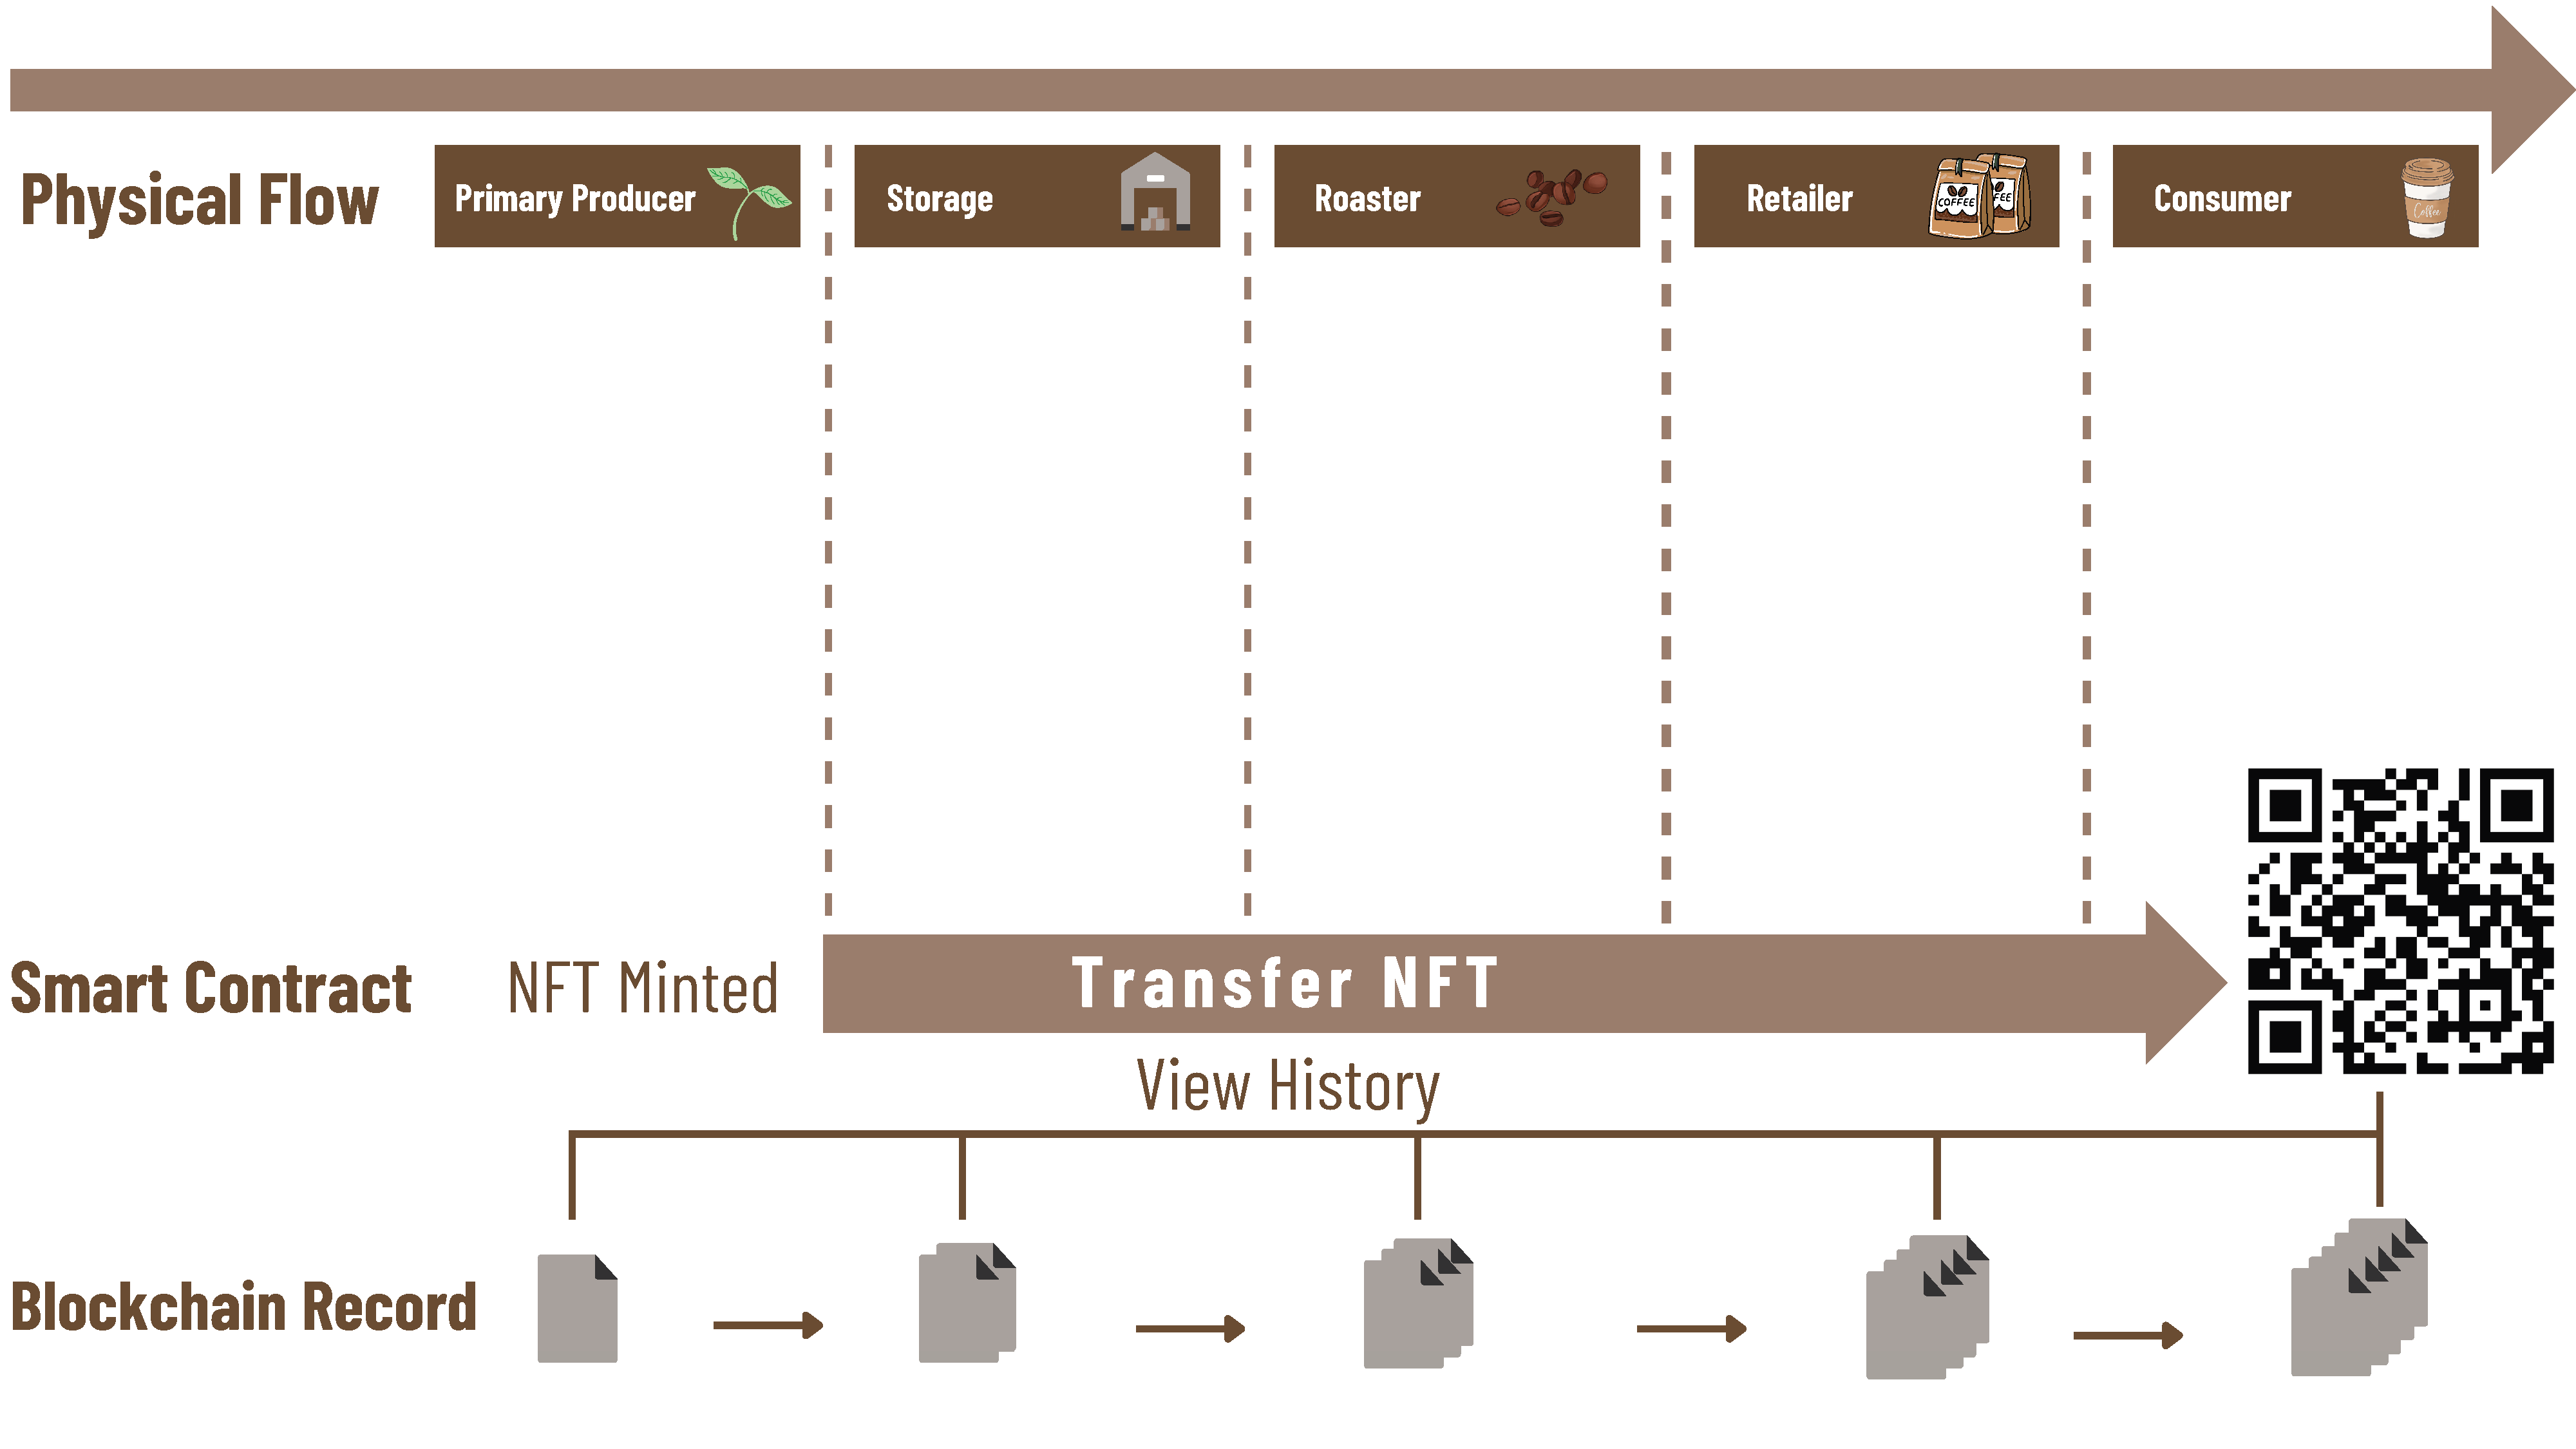 Physical Flow
Primary Producer
Storage
Roaster
Retailer
COFFEE
FEE
Consumer
Coffee
Smart Contract
NFT Minted
Transfer NFT
View History
Blockchain Record